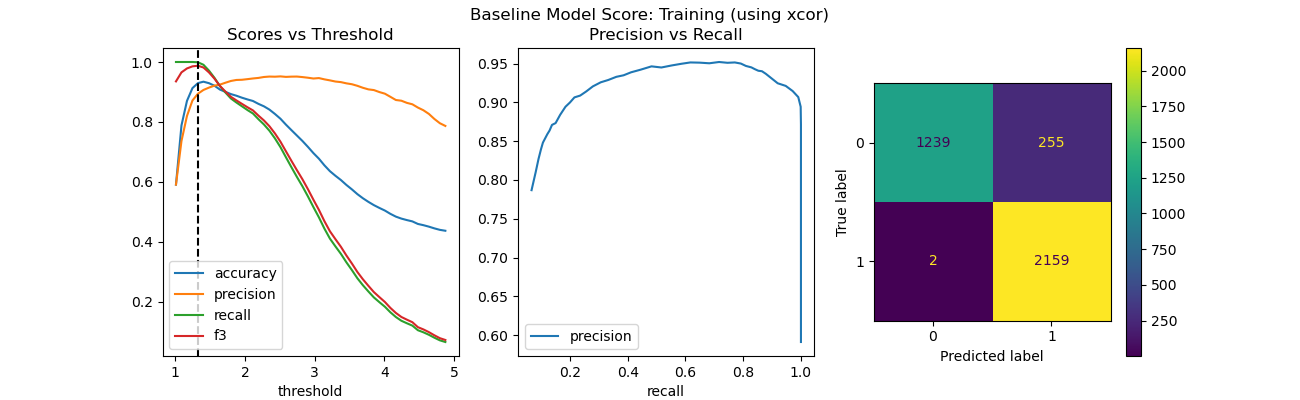 Baseline Model Score: Training (using xcor)
Scores vs Threshold
1.0
0.8
0.6
0.4
0.2
accuracy
precision
recall
f3
1 2 3 4 5
threshold
Precision vs Recall
0.95
0.90
0.85
0.80
0.75
0.70
0.65
0.60
precision
0.2 0.4 0.6 0.8 1.0
recall
True label
0 1239 255
1 2 2159
0 1
Predicted label
2000
1750
1500
1250
1000
750
500
250